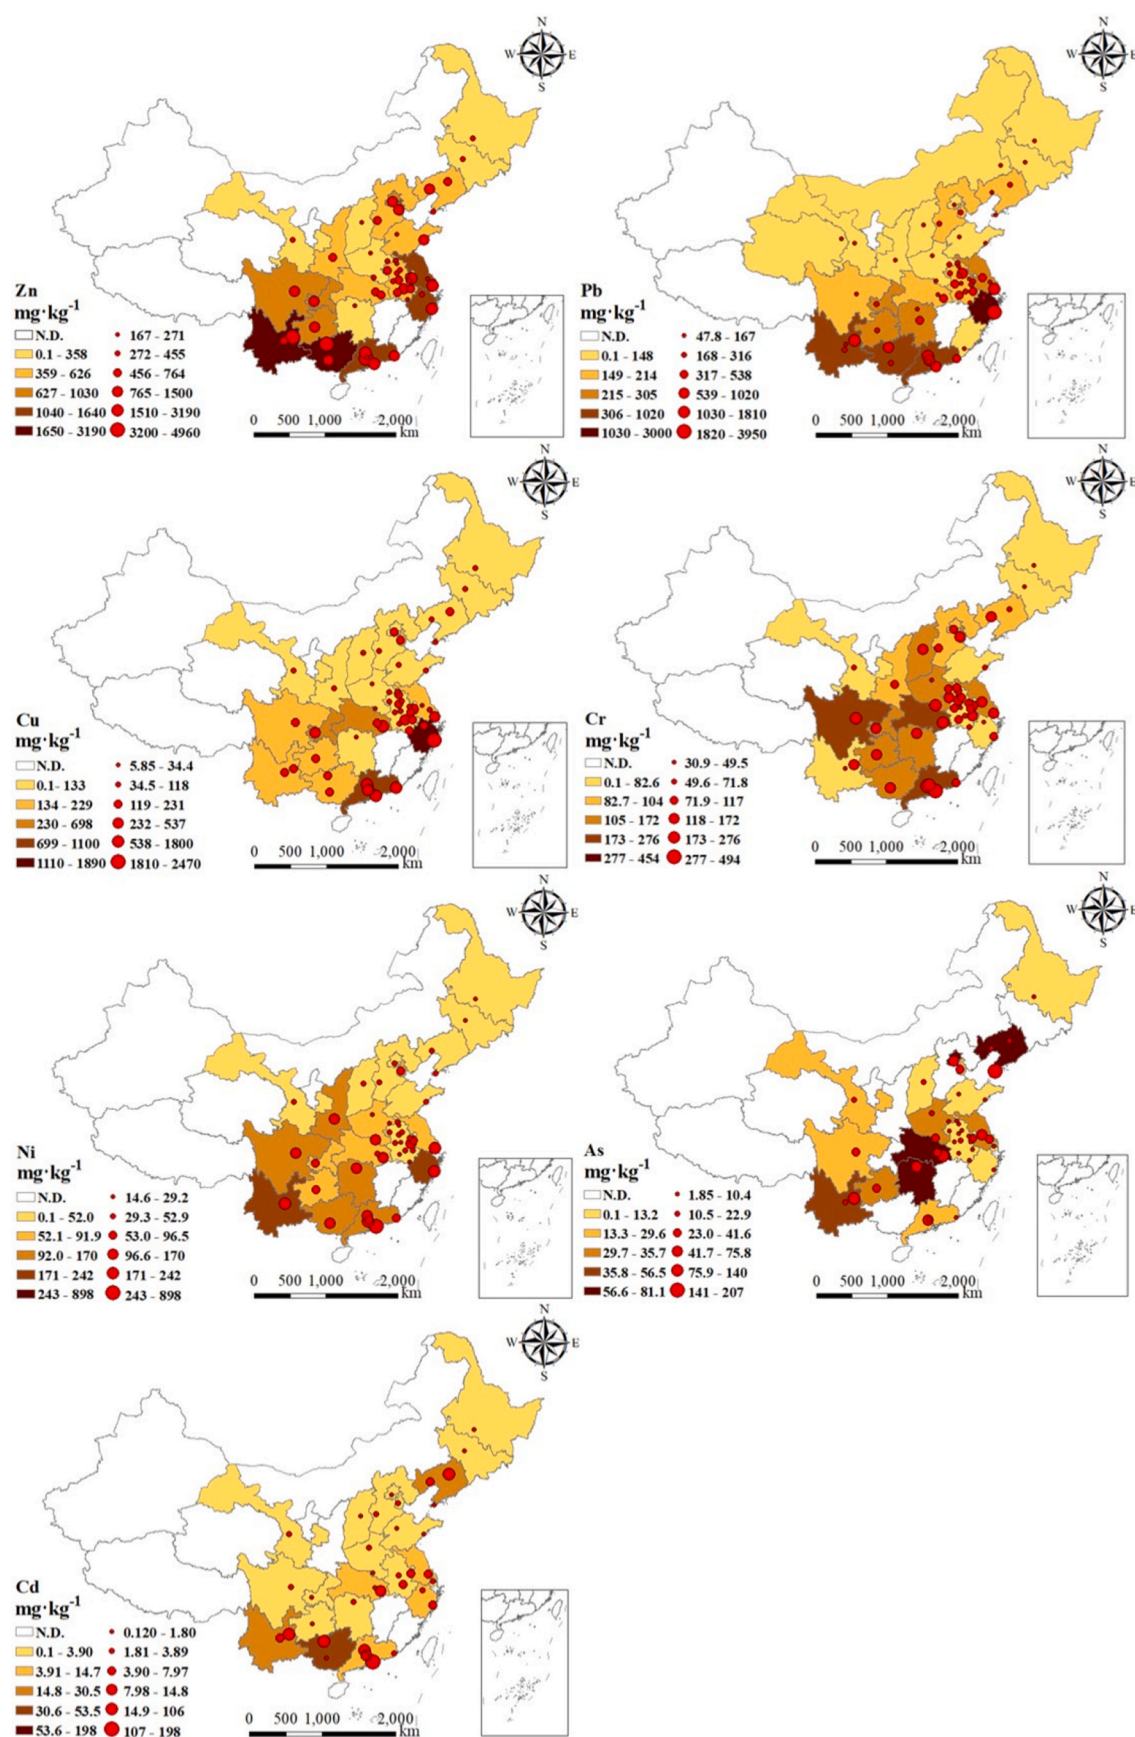 N
W E
S
Zn
mg·kg-1
N.D. 167 - 271
0.1 - 358 272 - 455
359 - 626 456 - 764
627 - 1030 765 - 1500
1040 - 1640 1510 - 3190
1650 - 3190 3200 - 4960
0 500 1,000 2,000
km
N
W E
S
Pb
mg·kg-1
N.D. 47.8 - 167
0.1 - 148 168 - 316
149 - 214 317 - 538
215 - 305 539 - 1020
306 - 1020 1030 - 1810
1030 - 3000 1820 - 3950
0 500 1,000 2,000
km
N
W E
S
Cu
mg·kg-1
N.D. 5.85 - 34.4
0.1- 133 34.5 - 118
134 - 229 119 - 231
230 - 698 232 - 537
699 - 1100 538 - 1800
1110 - 1890 1810 - 2470
0 500 1,000 2,000
km
N
W E
S
Cr
mg·kg-1
N.D. 30.9 - 49.5
0.1 - 82.6 49.6 - 71.8
82.7 - 104 71.9 - 117
105 - 172 118 - 172
173 - 276 173 - 276
277 - 454 277 - 494
0 500 1,000 2,000
km
N
W E
S
Ni
mg·kg-1
N.D. 14.6 - 29.2
0.1 - 52.0 29.3 - 52.9
52.1 - 91.9 53.0 - 96.5
92.0 - 170 96.6 - 170
171 - 242 171 - 242
243 - 898 243 - 898
0 500 1,000 2,000
km
N
W E
S
As
mg·kg-1
N.D. 1.85 - 10.4
0.1 - 13.2 10.5 - 22.9
13.3 - 29.6 23.0 - 41.6
29.7 - 35.7 41.7 - 75.8
35.8 - 56.5 75.9 - 140
56.6 - 81.1 141 - 207
0 500 1,000 2,000
km
N
W E
S
Cd
mg·kg-1
N.D. 0.120 - 1.80
0.1 - 3.90 1.81 - 3.89
3.91 - 14.7 3.90 - 7.97
14.8 - 30.5 7.98 - 14.8
30.6 - 53.5 14.9 - 106
53.6 - 198 107 - 198
0 500 1,000 2,000
km